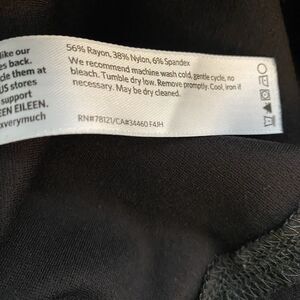 like our
es back.
cle them at
US stores
support
EEN EILEEN.
xverymuch
56% Rayon, 38% Nylon, 6% Spandex
We recommend machine wash cold, gentle cycle, no
bleach. Tumble dry low. Remove promptly. Cool, iron if
necessary. May be dry cleaned.
RN#78121/CA#34460 F4JH